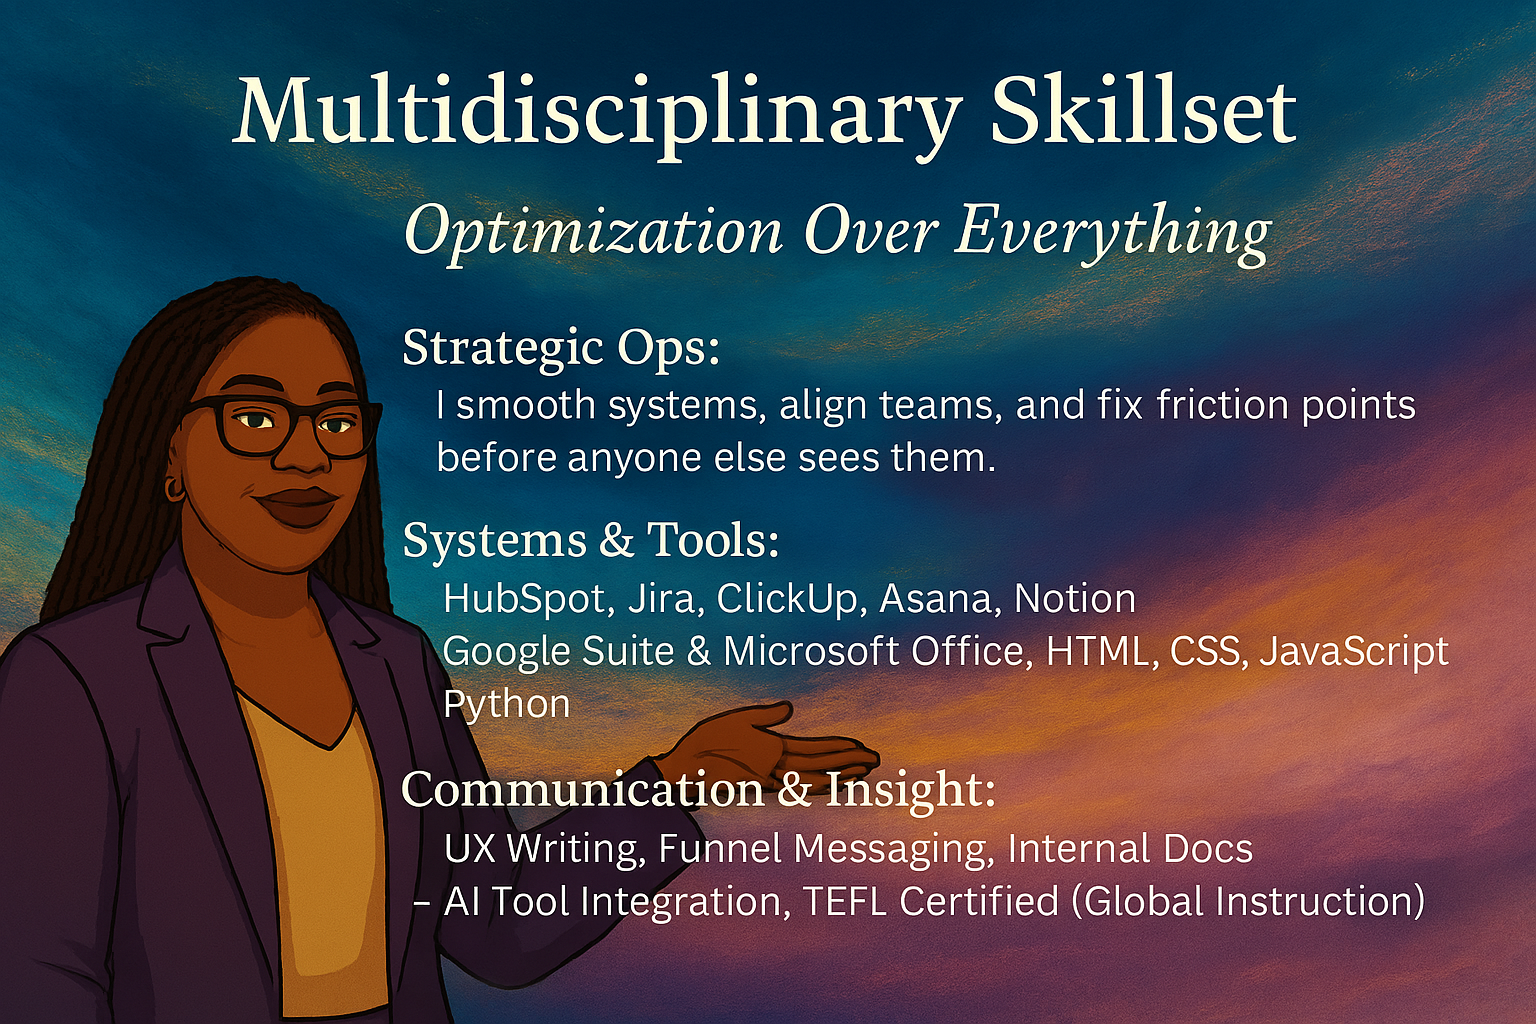 Multidisciplinary Skillset
Optimization Over Everything
Strategic Ops:
I smooth systems, align teams, and fix friction points
before anyone else sees them.
Systems & Tools:
HubSpot, Jira, ClickUp, Asana, Notion
Google Suite & Microsoft Office, HTML, CSS, JavaScript
Python
Communication & Insight:
UX Writing, Funnel Messaging, Internal Docs
– AI Tool Integration, TEFL Certified (Global Instruction)